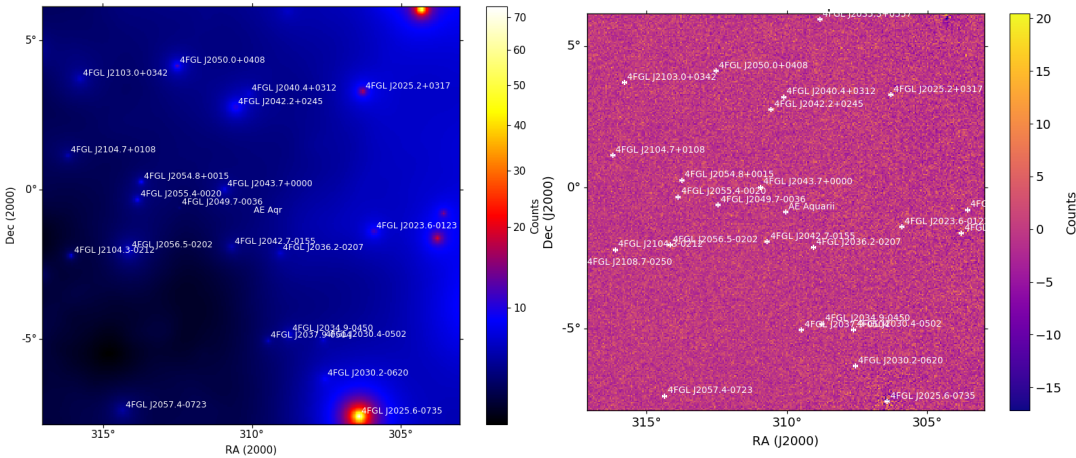 4FGL J2050.0+0408
4FGL J2103.0+0342
4FGL J2040.4+0312
4FGL J2025.2+0317
4FGL J2042.2+0245
4FGL J2104.7+0108
4FGL J2054.8+0015
4FGL J2043.7+0000
4FGL J2055.4-0020
4FGL J2049.7-0036
AE Aqr
4FGL J2023.6-0123
4FGL J2056.5-0202
4FGL J2042.7-0155
4FGL J2104.3-0212
4FGL J2036.2-0207
4FGL J2034.9-0450
4FGL J2037.9-0504
4FGL J2030.4-0502
4FGL J2030.2-0620
4FGL J2057.4-0723
4FGL J2025.6-0735
5°
0°
-5°
Dec (2000)
315°
310°
305°
RA (2000)
70
60
50
40
30
20
10
Counts
4FGL J2050.0+0408
4FGL J2103.0+0342
4FGL J2040.4+0312
4FGL J2025.2+0317
4FGL J2042.2+0245
4FGL J2104.7+0108
4FGL J2054.8+0015
4FGL J2043.7+0000
4FGL J2055.4-0020
4FGL J2049.7-0036
AE Aquarii
4FGL J2023.6-0123
4FGL J2056.5-0202
4FGL J2042.7-0155
4FGL J2104.3-0212
4FGL J2036.2-0207
4FGL J2108.7-0250
4FGL J2034.9-0450
4FGL J2037.9-0504
4FGL J2030.4-0502
4FGL J2030.2-0620
4FGL J2057.4-0723
4FGL J2025.6-0735
5°
0°
-5°
Dec (J2000)
315°
310°
305°
RA (J2000)
20
15
10
5
0
−5
−10
−15
Counts